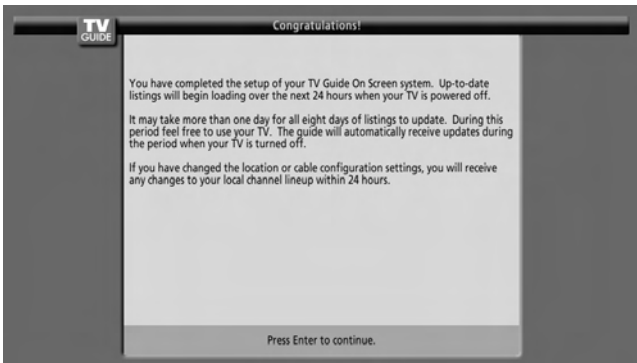 TV
GUIDE
Congratulations!
You have completed the setup of your TV Guide On Screen system. Up-to-date
listings will begin loading over the next 24 hours when your TV is powered off.
It may take more than one day for all eight days of listings to update. During this
period feel free to use your TV. The guide will automatically receive updates during
the period when your TV is turned off.
If you have changed the location or cable configuration settings, you will receive
any changes to your local channel lineup within 24 hours.
Press Enter to continue.